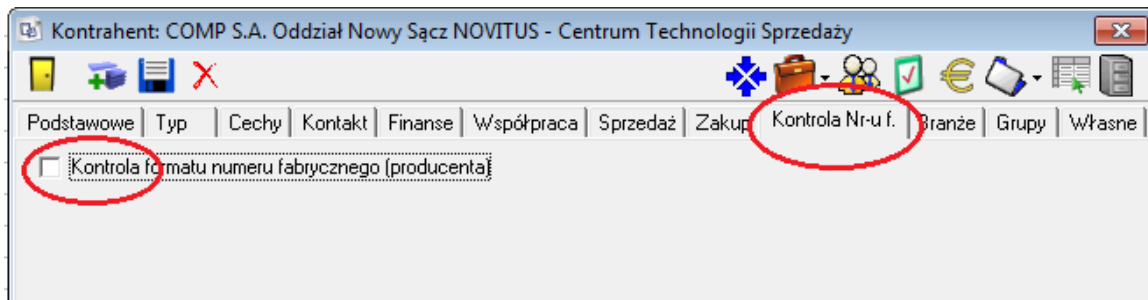 Kontrahent: COMP S.A. Oddział Nowy Sącz NOVITUS - Centrum Technologii Sprzedaży
Podstawowe Typ Cechy Kontakt Finanse Współpraca Sprzedaż Zakup Kontrola Nr-u f. Branże Grupy Własne
Kontrola formatu numeru fabrycznego (producenta)